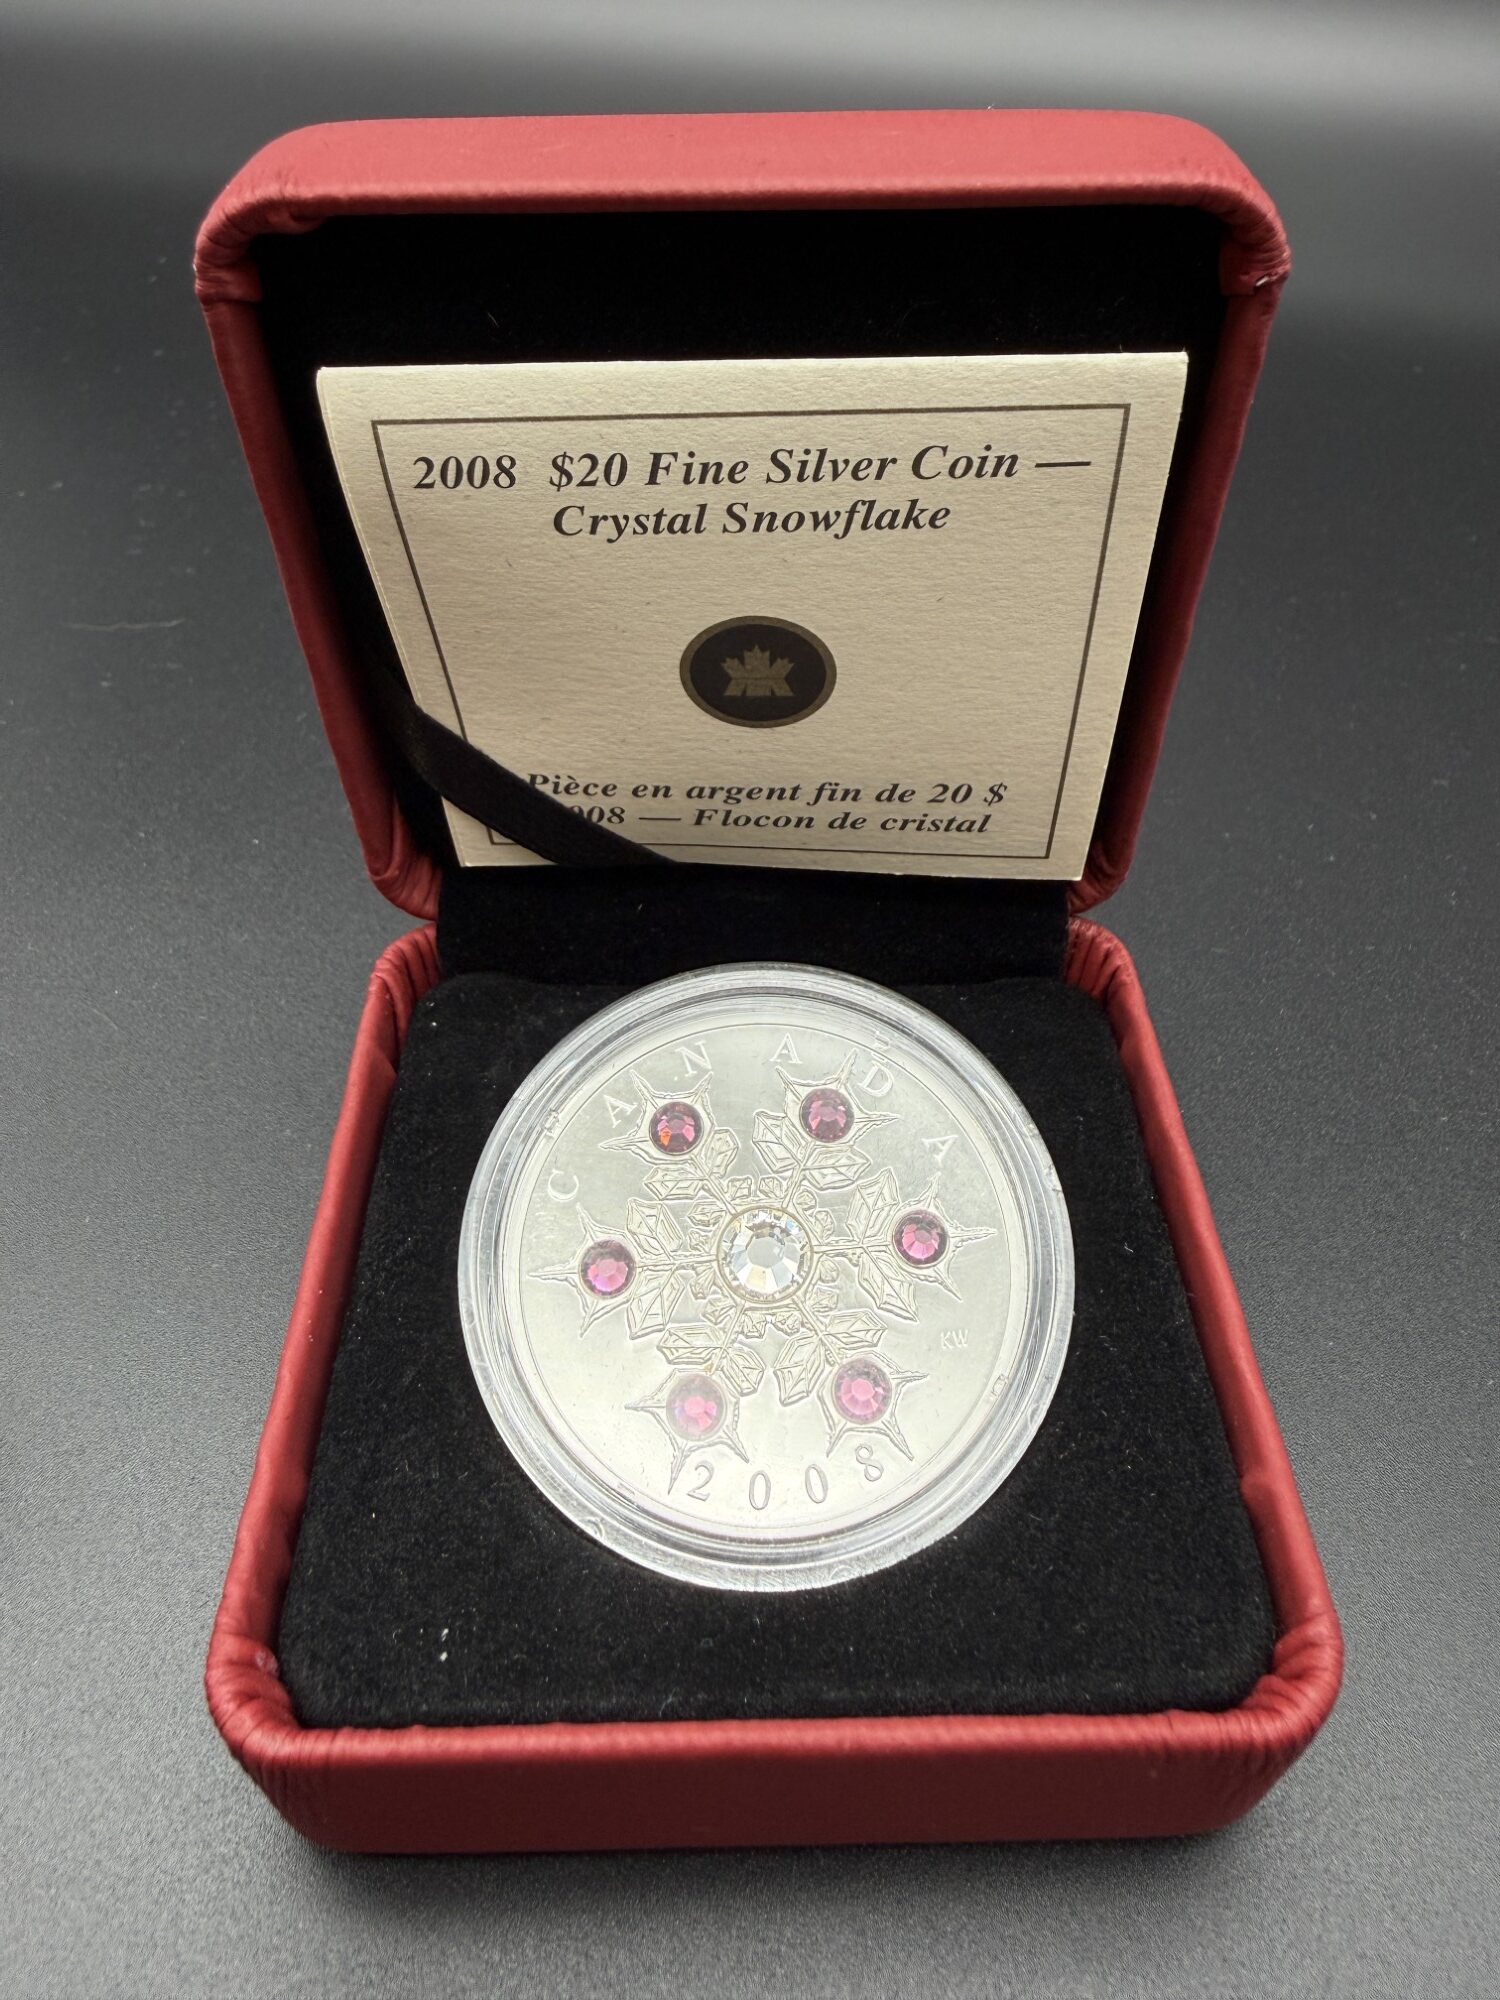 2008 $20 Fine Silver Coin —
Crystal Snowflake
Pièce en argent fin de 20 $
008 — Flocon de cristal
CANADA
KW
2008